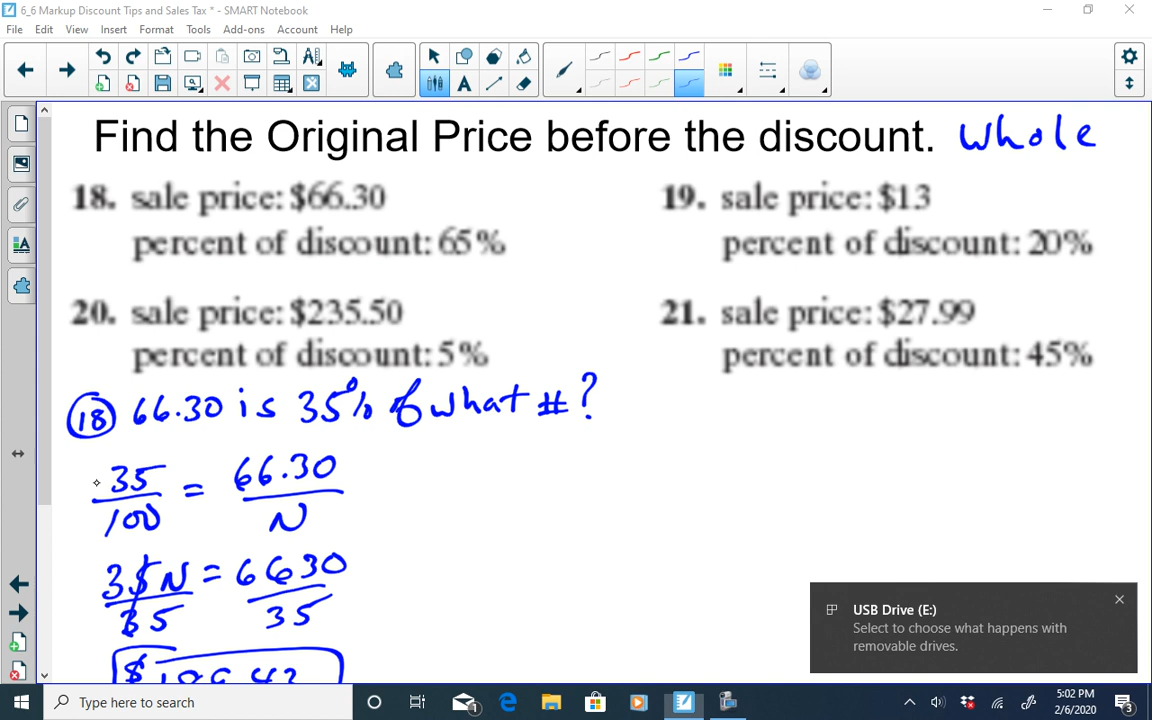 6_6 Markup Discount Tips and Sales Tax * - SMART Notebook
File Edit View Insert Format Tools Add-ons Account Help
Find the Original Price before the discount. Whole
18. sale price: $66.30
percent of discount: 65%
19. sale price: $13
percent of discount: 20%
20. sale price: $235.50
percent of discount: 5%
21. sale price: $27.99
percent of discount: 45%
18 66.30 is 35% of what #?
35/100 = 66.30/N
35N/35 = 6630/35
USB Drive (E:)
Select to choose what happens with
removable drives.
Type here to search
1
5:02 PM
2/6/2020
3